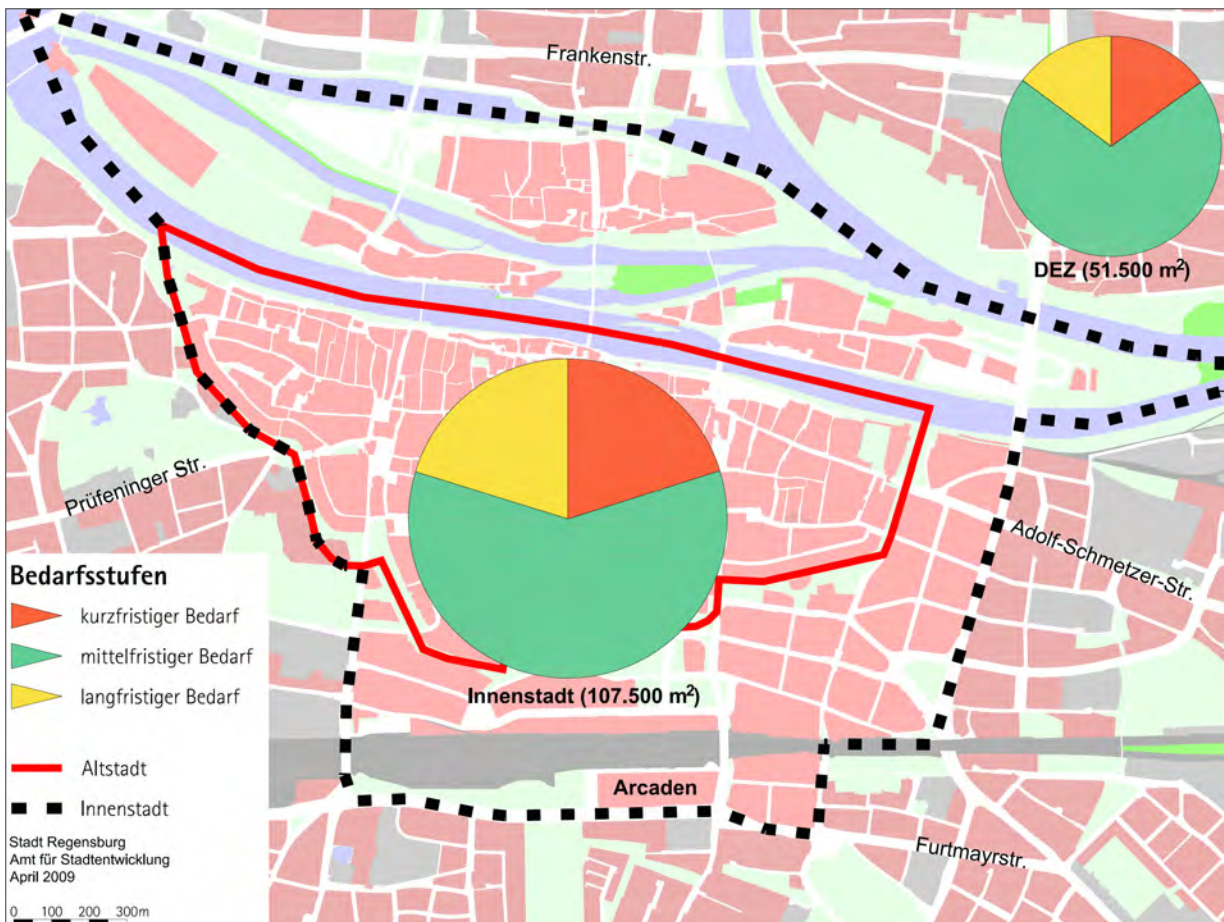 Frankenstr.
DEZ (51.500 m²)
Prüfeninger Str.
Adolf-Schmetzer-Str.
Innenstadt (107.500 m²)
Arcaden
Furtmayrstr.
Bedarfsstufen
kurzfristiger Bedarf
mittelfristiger Bedarf
langfristiger Bedarf
Altstadt
Innenstadt
Stadt Regensburg
Amt für Stadtentwicklung
April 2009
0 100 200 300m